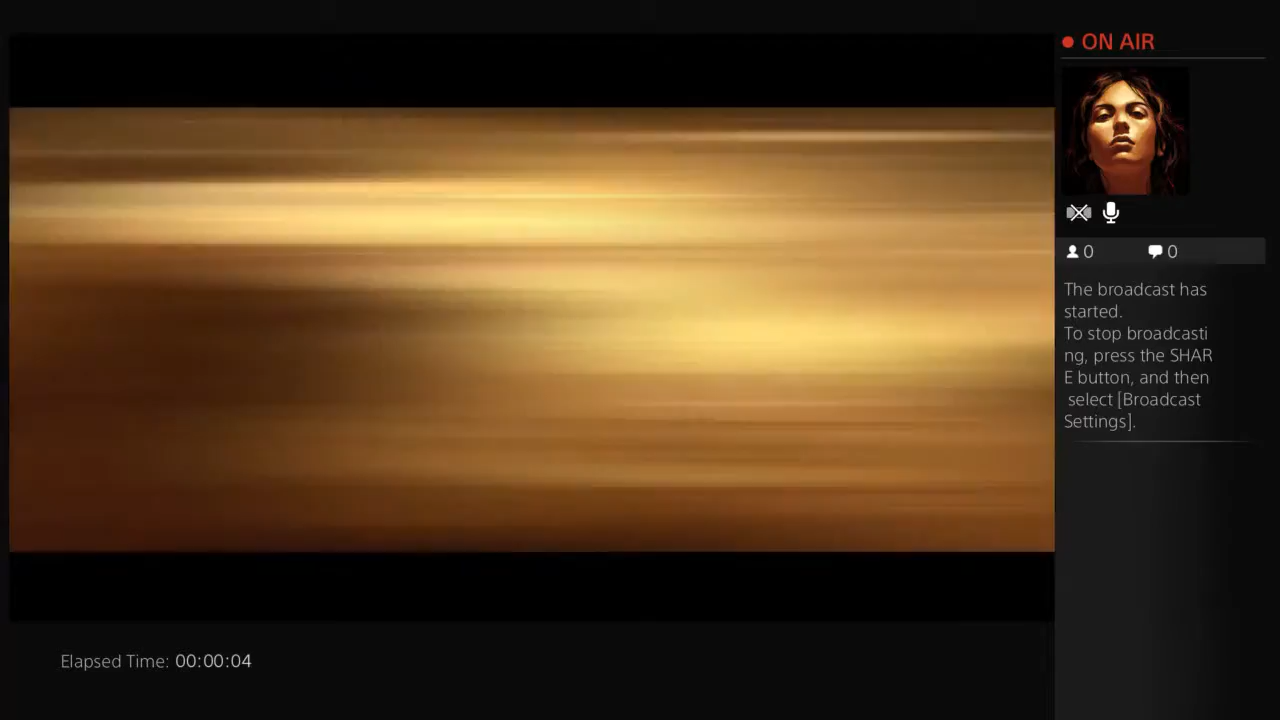 ON AIR
0 0
The broadcast has
started.
To stop broadcasti
ng, press the SHAR
E button, and then
select [Broadcast
Settings].
Elapsed Time: 00:00:04